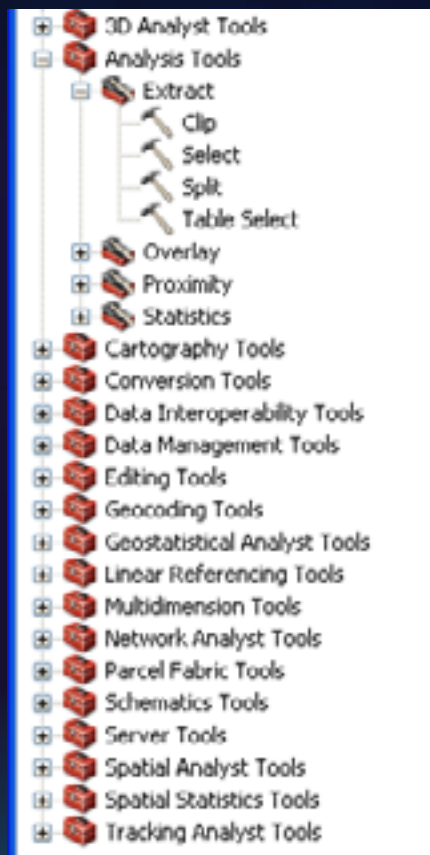 3D Analyst Tools
Analysis Tools
Extract
Clip
Select
Split
Table Select
Overlay
Proximity
Statistics
Cartography Tools
Conversion Tools
Data Interoperability Tools
Data Management Tools
Editing Tools
Geocoding Tools
Geostatistical Analyst Tools
Linear Referencing Tools
Multidimension Tools
Network Analyst Tools
Parcel Fabric Tools
Schematics Tools
Server Tools
Spatial Analyst Tools
Spatial Statistics Tools
Tracking Analyst Tools